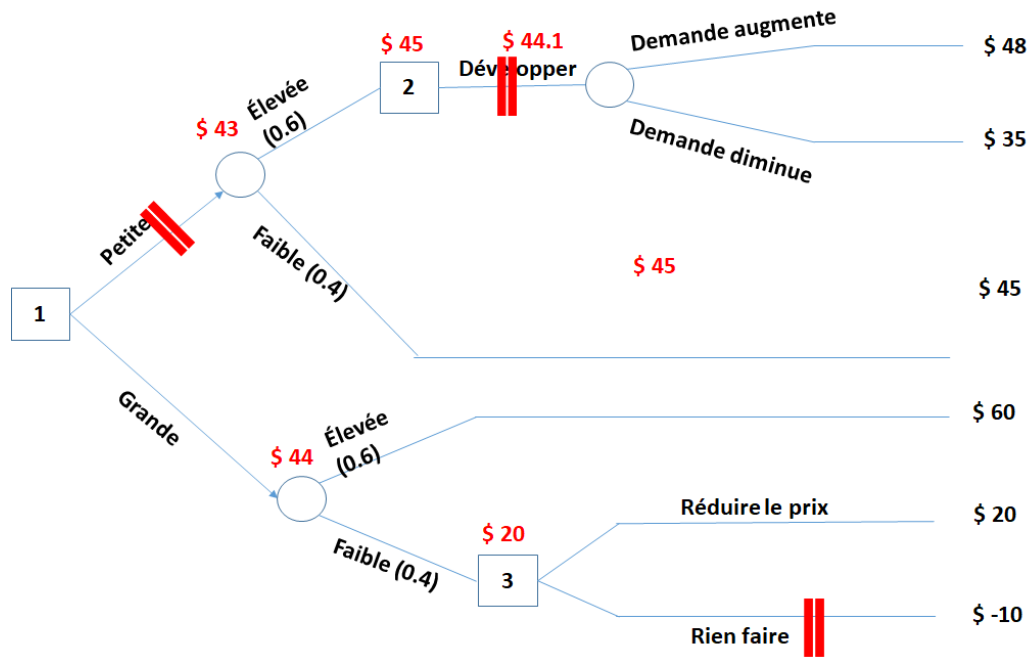 $ 45
$ 44.1
Demande augmente
$ 48
Développer
2
Élevée
(0.6)
$ 43
Demande diminue
$ 35
Petite
Faible (0.4)
$ 45
$ 45
1
Grande
$ 60
Élevée
(0.6)
$ 44
Réduire le prix
$ 20
Faible (0.4)
$ 20
3
Rien faire
$ -10